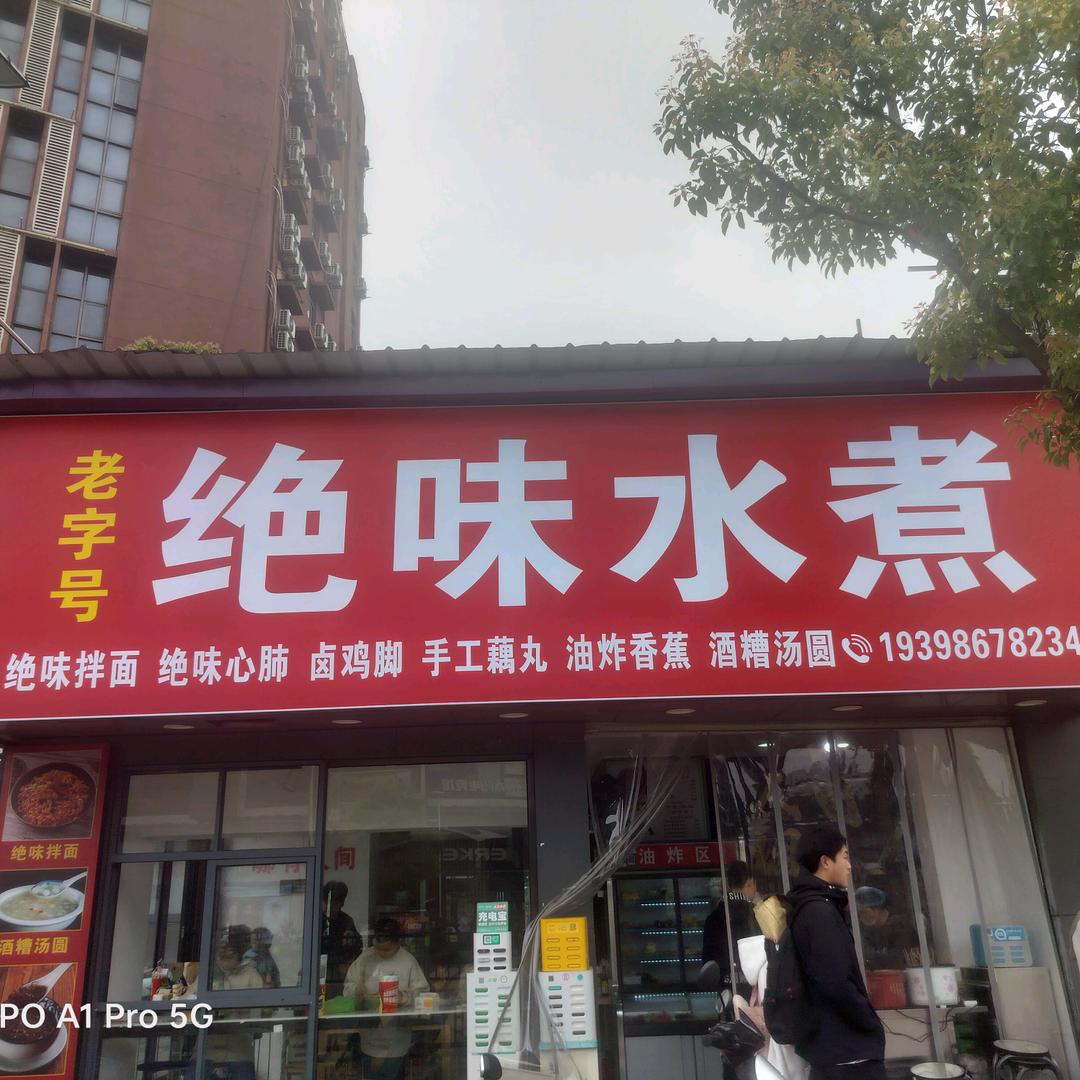 老字号
绝味水煮
绝味拌面 绝味心肺 卤鸡脚 手工藕丸 油炸香蕉 酒糟汤圆 19398678234
绝味拌面
酒糟汤圆
油炸区
充电宝
ERKE
PO A1 Pro 5G